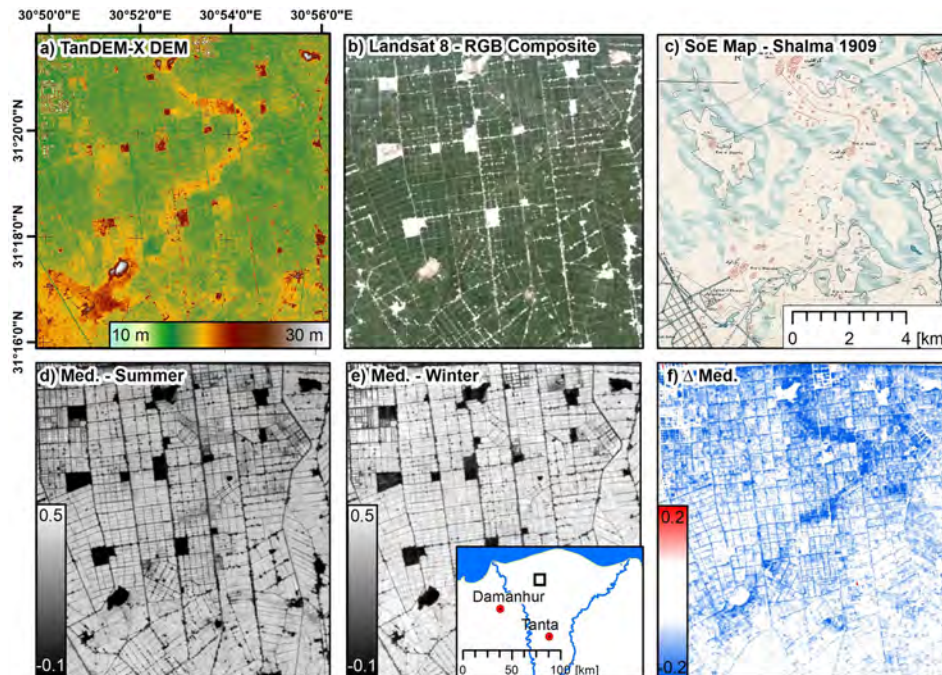 30°50'0"E 30°52'0"E 30°54'0"E 30°56'0"E
a) TanDEM-X DEM
b) Landsat 8 - RGB Composite
c) SoE Map - Shalma 1909
31°20'0"N
31°18'0"N
31°16'0"N
10 m 30 m
0 2 4 [km]
d) Med. - Summer
e) Med. - Winter
f) Δ Med.
0.5
-0.1
0.5
-0.1
0.2
-0.2
Damanhur
Tanta
0 50 100 [km]